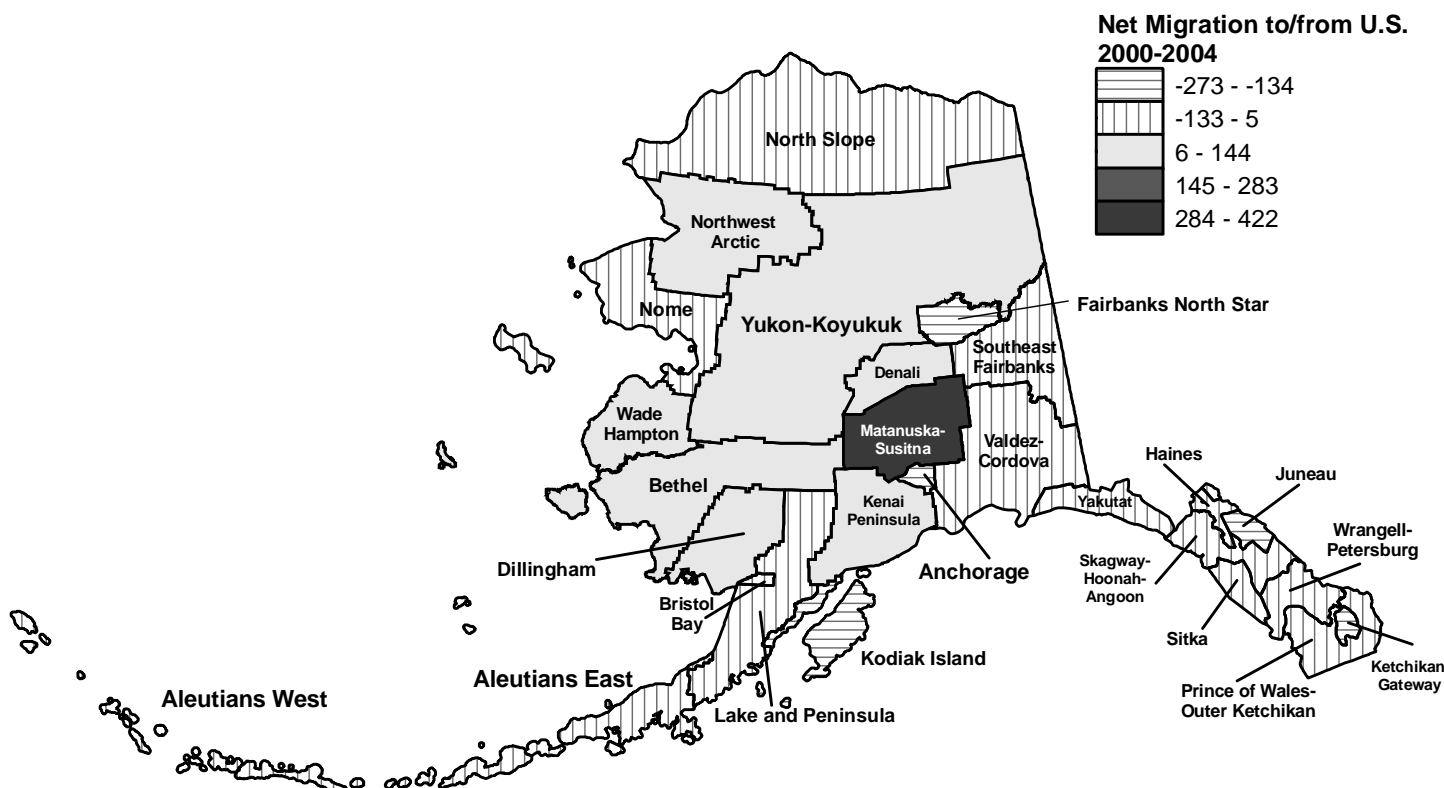 Net Migration to/from U.S.
2000-2004
-273 - -134
-133 - 5
6 - 144
145 - 283
284 - 422
North Slope
Northwest
Arctic
Nome
Yukon-Koyukuk
Fairbanks North Star
Southeast
Fairbanks
Denali
Wade
Hampton
Matanuska-
Susitna
Valdez-
Cordova
Haines
Juneau
Bethel
Kenai
Peninsula
Yakutat
Wrangell-
Petersburg
Dillingham
Anchorage
Skagway-
Hoonah-
Angoon
Bristol
Bay
Sitka
Kodiak Island
Ketchikan
Gateway
Aleutians East
Aleutians West
Prince of Wales-
Outer Ketchikan
Lake and Peninsula